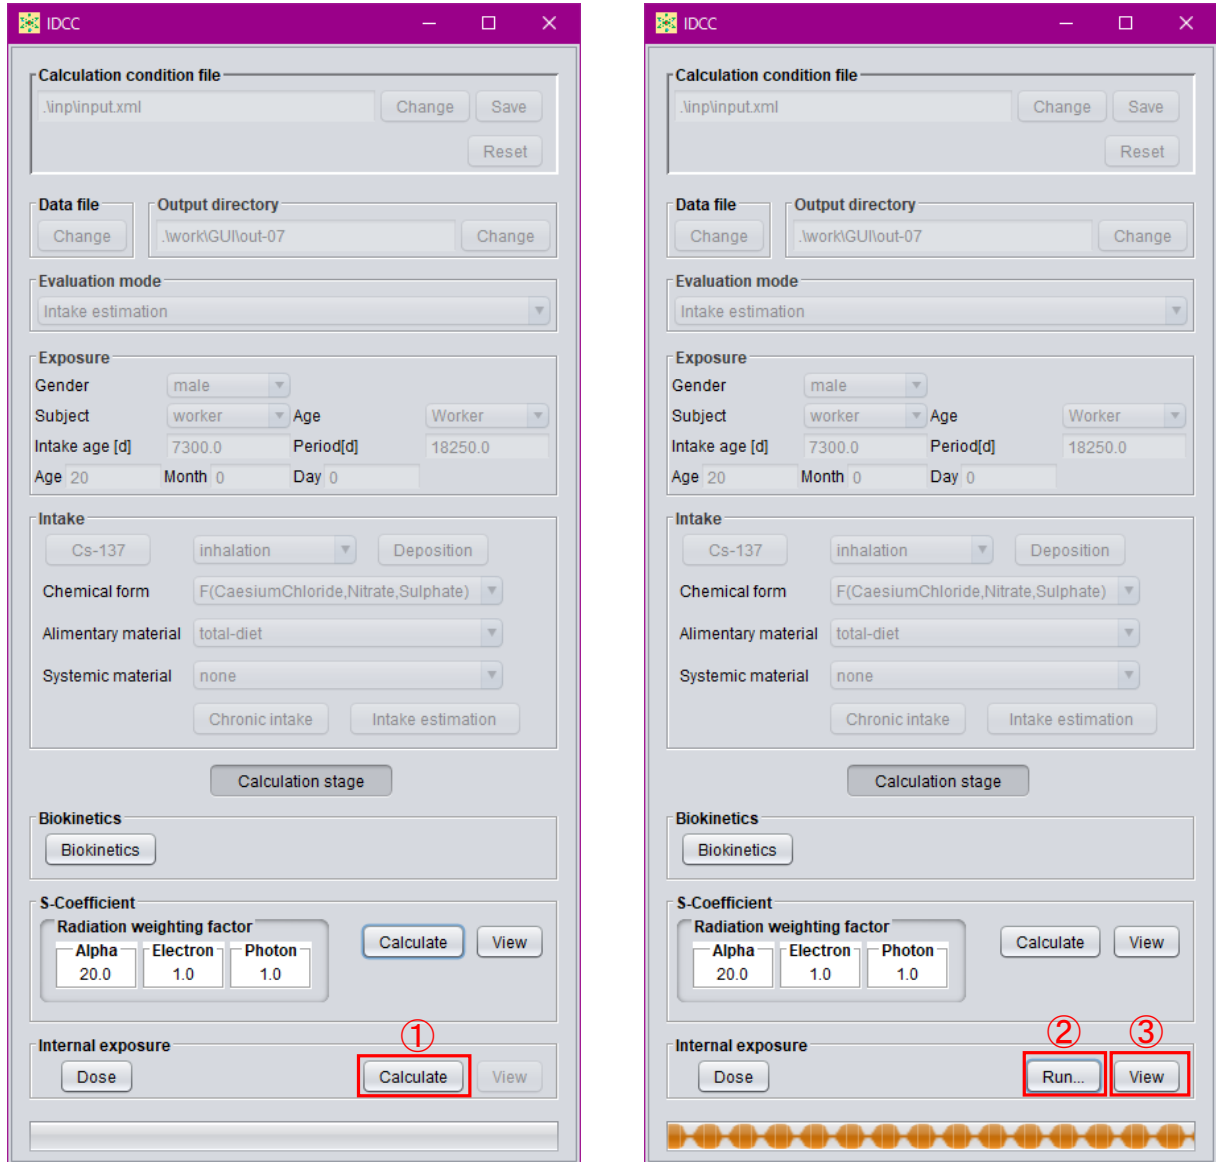 IDCC
Calculation condition file
.\inp\input.xml Change Save
Reset
Data file Output directory
Change .\work\GUI\out-07 Change
Evaluation mode
Intake estimation
Exposure
Gender male
Subject worker Age Worker
Intake age [d] 7300.0 Period[d] 18250.0
Age 20 Month 0 Day 0
Intake
Cs-137 inhalation Deposition
Chemical form F(CaesiumChloride,Nitrate,Sulphate)
Alimentary material total-diet
Systemic material none
Chronic intake Intake estimation
Calculation stage
Biokinetics
Biokinetics
S-Coefficient
Radiation weighting factor
Alpha Electron Photon Calculate View
20.0 1.0 1.0
①
Internal exposure
Dose Calculate View
IDCC
Calculation condition file
.\inp\input.xml Change Save
Reset
Data file Output directory
Change .\work\GUI\out-07 Change
Evaluation mode
Intake estimation
Exposure
Gender male
Subject worker Age Worker
Intake age [d] 7300.0 Period[d] 18250.0
Age 20 Month 0 Day 0
Intake
Cs-137 inhalation Deposition
Chemical form F(CaesiumChloride,Nitrate,Sulphate)
Alimentary material total-diet
Systemic material none
Chronic intake Intake estimation
Calculation stage
Biokinetics
Biokinetics
S-Coefficient
Radiation weighting factor
Alpha Electron Photon Calculate View
20.0 1.0 1.0
② ③
Internal exposure
Dose Run... View